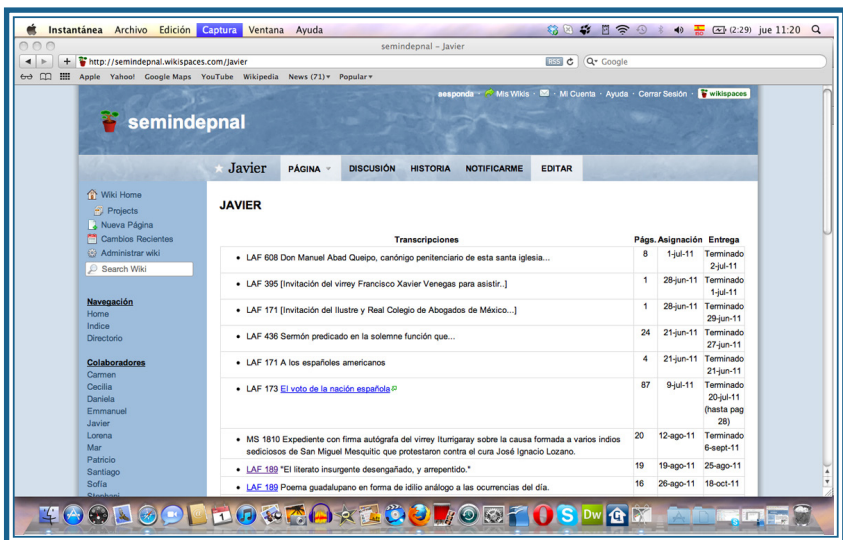 Instantánea Archivo Edición Captura Ventana Ayuda (2:29) jue 11:20
semindepnal – Javier
http://semindepnal.wikispaces.com/Javier RSS Google
Apple Yahoo! Google Maps YouTube Wikipedia News (71) Popular
aesponda · Mis Wikis · Mi Cuenta · Ayuda · Cerrar Sesión · wikispaces
semindepnal
Javier PÁGINA DISCUSIÓN HISTORIA NOTIFICARME EDITAR
Wiki Home
Projects
Nueva Página
Cambios Recientes
Administrar wiki
Search Wiki
Navegación
Home
Indice
Directorio
Colaboradores
Carmen
Cecilia
Daniela
Emmanuel
Javier
Lorena
Mar
Patricio
Santiago
Sofía
Stephani
JAVIER
Transcripciones Págs. Asignación Entrega
• LAF 608 Don Manuel Abad Queipo, canónigo penitenciario de esta santa iglesia... 8 1-jul-11 Terminado
2-jul-11
• LAF 395 [Invitación del virrey Francisco Xavier Venegas para asistir..] 1 28-jun-11 Terminado
1-jul-11
• LAF 171 [Invitación del Ilustre y Real Colegio de Abogados de México...] 1 28-jun-11 Terminado
29-jun-11
• LAF 436 Sermón predicado en la solemne función que... 24 21-jun-11 Terminado
27-jun-11
• LAF 171 A los españoles americanos 4 21-jun-11 Terminado
21-jun-11
• LAF 173 El voto de la nación española 87 9-jul-11 Terminado
20-jul-11
(hasta pag
28)
• MS 1810 Expediente con firma autógrafa del virrey Iturrigaray sobre la causa formada a varios indios 20 12-ago-11 Terminado
sediciosos de San Miguel Mesquitic que protestaron contra el cura José Ignacio Lozano. 6-sept-11
• LAF 189 "El literato insurgente desengañado, y arrepentido." 19 19-ago-11 25-ago-11
• LAF 189 Poema guadalupano en forma de idilio análogo a las ocurrencias del día. 16 26-ago-11 18-oct-11